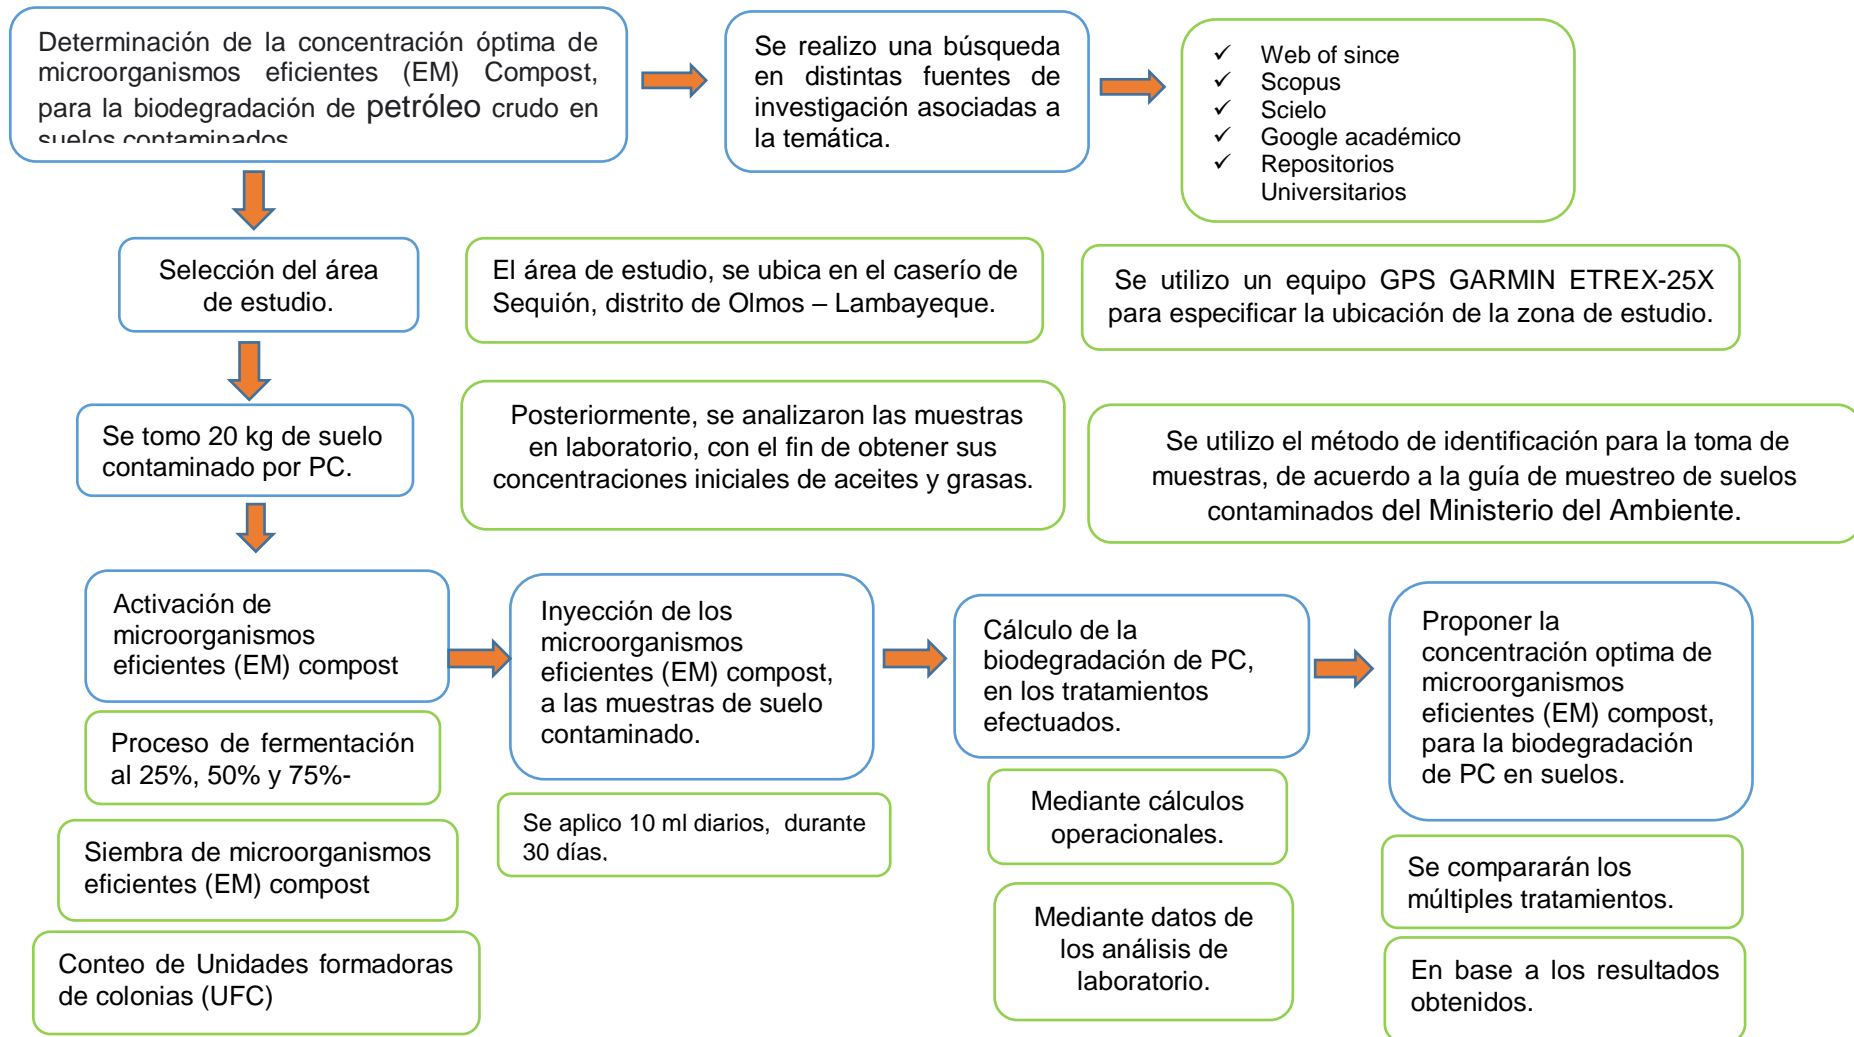 Determinación de la concentración óptima de
microorganismos eficientes (EM) Compost,
para la biodegradación de petróleo crudo en
suelos contaminados
Se realizo una búsqueda
en distintas fuentes de
investigación asociadas a
la temática.
✓ Web of since
✓ Scopus
✓ Scielo
✓ Google académico
✓ Repositorios
Universitarios
Selección del área
de estudio.
El área de estudio, se ubica en el caserío de
Sequión, distrito de Olmos – Lambayeque.
Se utilizo un equipo GPS GARMIN ETREX-25X
para especificar la ubicación de la zona de estudio.
Se tomo 20 kg de suelo
contaminado por PC.
Posteriormente, se analizaron las muestras
en laboratorio, con el fin de obtener sus
concentraciones iniciales de aceites y grasas.
Se utilizo el método de identificación para la toma de
muestras, de acuerdo a la guía de muestreo de suelos
contaminados del Ministerio del Ambiente.
Activación de
microorganismos
eficientes (EM) compost
Proceso de fermentación
al 25%, 50% y 75%-
Siembra de microorganismos
eficientes (EM) compost
Conteo de Unidades formadoras
de colonias (UFC)
Inyección de los
microorganismos
eficientes (EM) compost,
a las muestras de suelo
contaminado.
Se aplico 10 ml diarios, durante
30 días.
Cálculo de la
biodegradación de PC,
en los tratamientos
efectuados.
Mediante cálculos
operacionales.
Mediante datos de
los análisis de
laboratorio.
Proponer la
concentración optima de
microorganismos
eficientes (EM) compost,
para la biodegradación
de PC en suelos.
Se compararán los
múltiples tratamientos.
En base a los resultados
obtenidos.